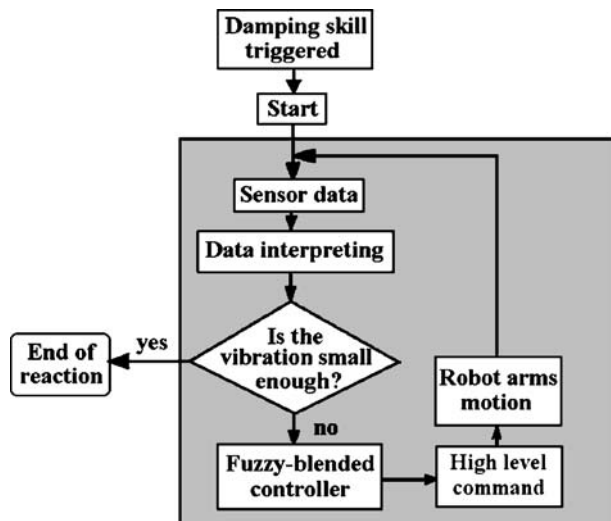 Damping skill
triggered
Start
Sensor data
Data interpreting
Is the
vibration small
enough?
yes
End of
reaction
no
Fuzzy-blended
controller
High level
command
Robot arms
motion